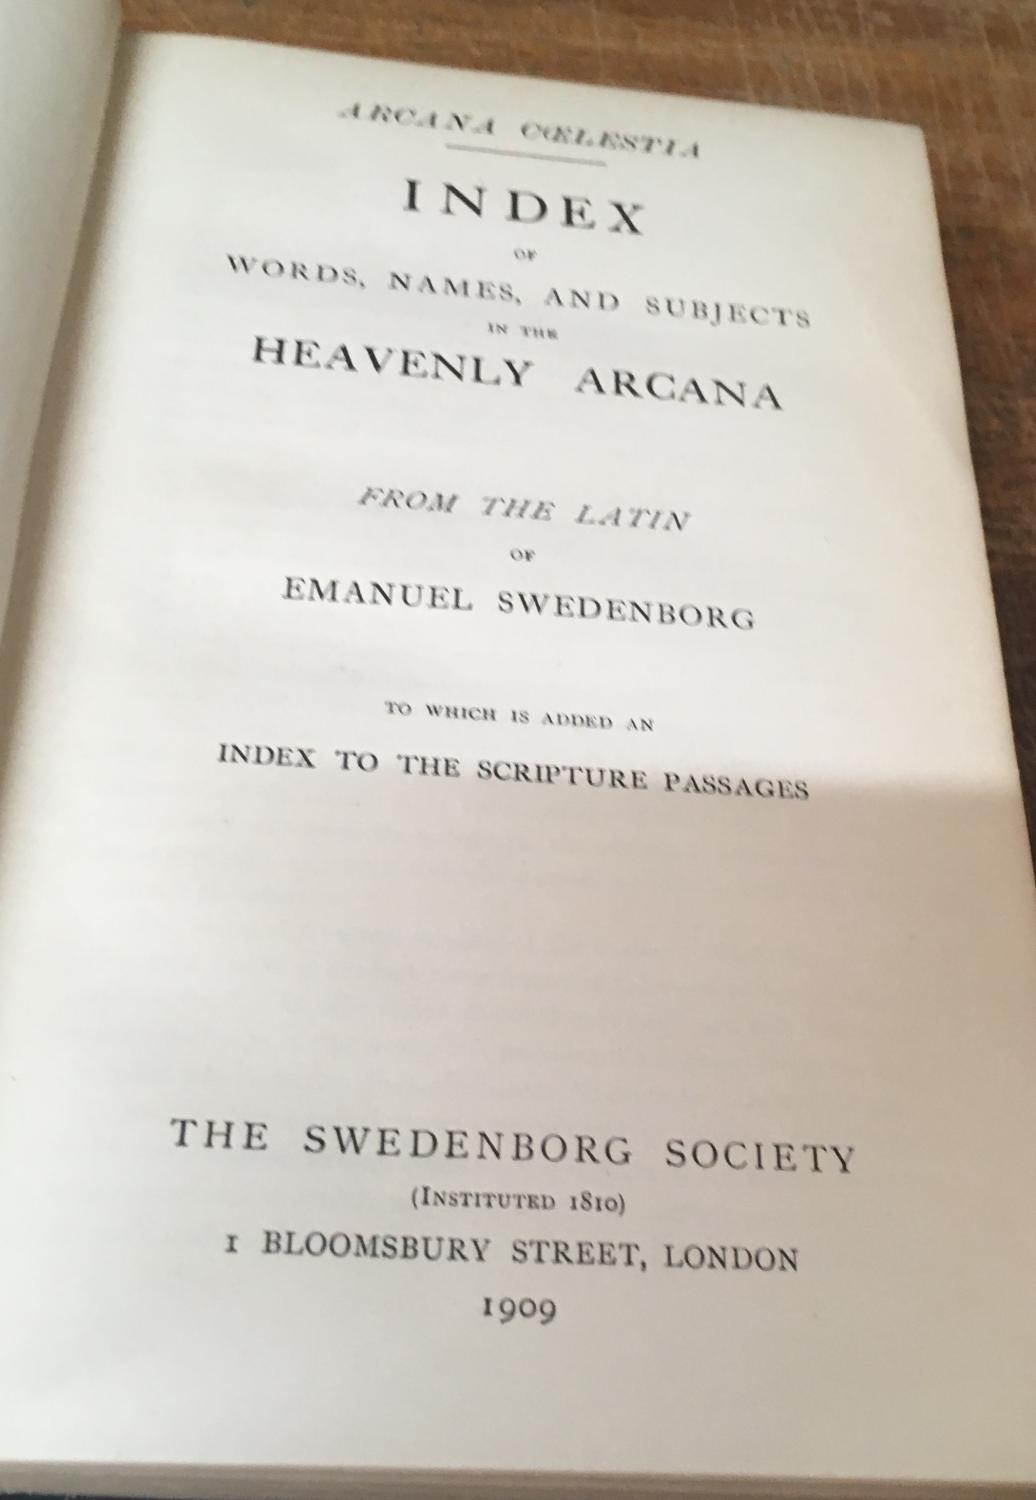 ARCANA CŒLESTIA
INDEX
OF
WORDS, NAMES, AND SUBJECTS
IN THE
HEAVENLY ARCANA
FROM THE LATIN
OF
EMANUEL SWEDENBORG
TO WHICH IS ADDED AN
INDEX TO THE SCRIPTURE PASSAGES
THE SWEDENBORG SOCIETY
(INSTITUTED 1810)
1 BLOOMSBURY STREET, LONDON
1909